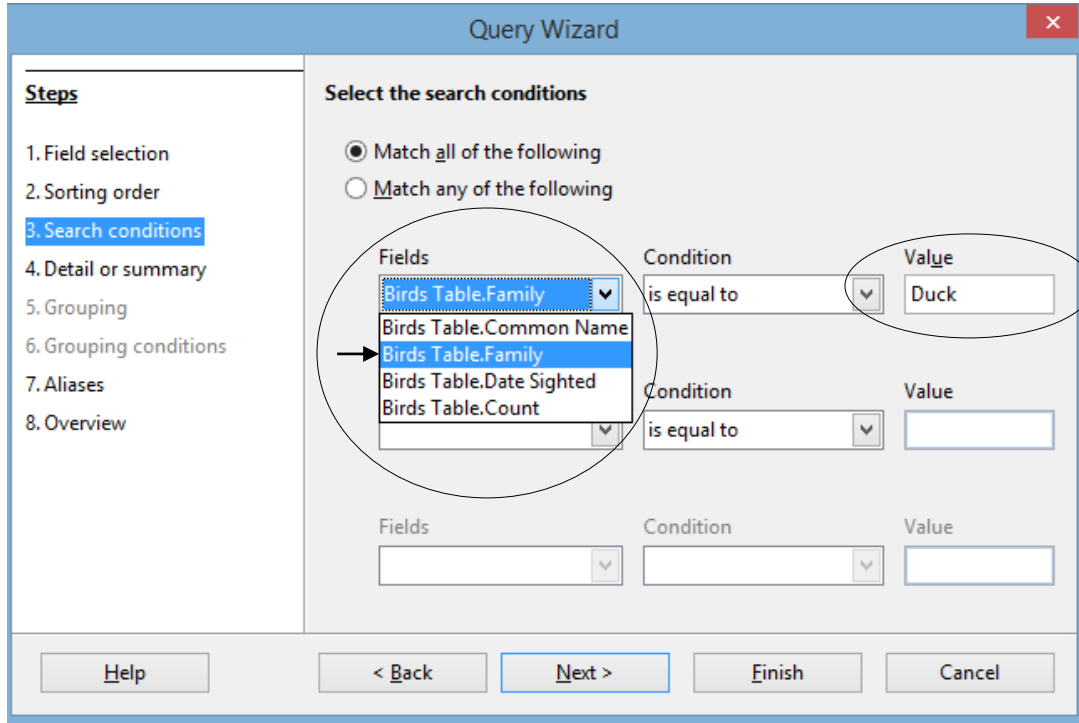 Query Wizard
Steps
1. Field selection
2. Sorting order
3. Search conditions
4. Detail or summary
5. Grouping
6. Grouping conditions
7. Aliases
8. Overview
Select the search conditions
Match all of the following
Match any of the following
Fields Condition Value
Birds Table.Family is equal to Duck
Birds Table.Common Name
Birds Table.Family
Birds Table.Date Sighted
Birds Table.Count
Condition Value
is equal to
Fields Condition Value
Help < Back Next > Finish Cancel